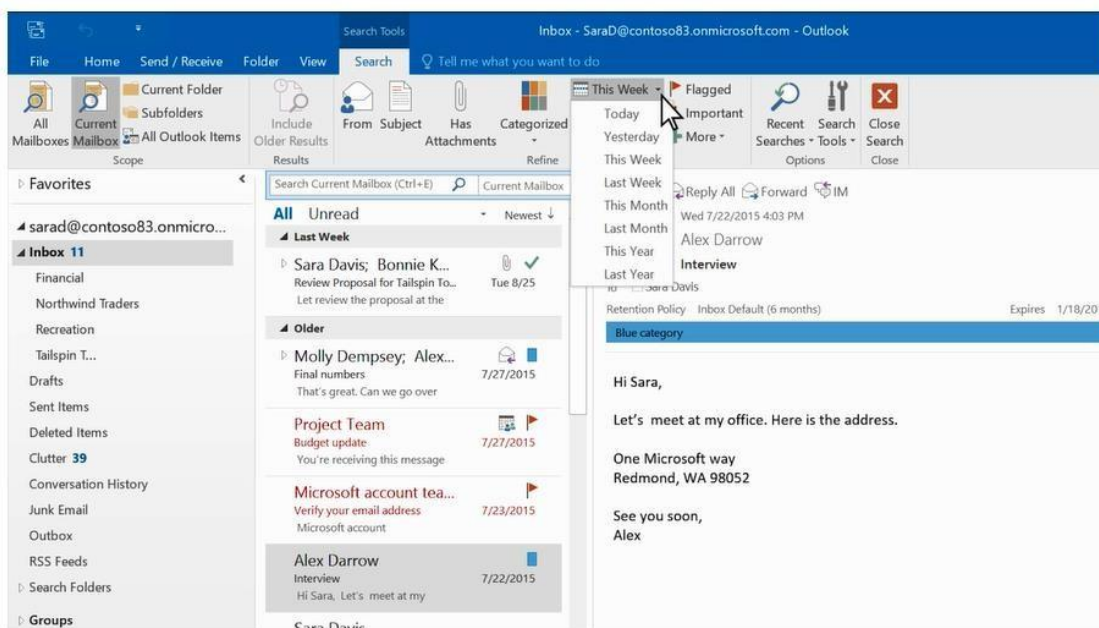 Search Tools
Inbox - SaraD@contoso83.onmicrosoft.com - Outlook
File Home Send / Receive Folder View Search Tell me what you want to do
All Mailboxes
Current Mailbox
Current Folder
Subfolders
All Outlook Items
Scope
Include Older Results
Results
From Subject
Has Attachments
Categorized
This Week
Flagged
Important
More
Refine
Recent Searches
Search Tools
Options
Close Search
Close
Today
Yesterday
This Week
Last Week
This Month
Last Month
This Year
Last Year
Favorites
sarad@contoso83.onmicro...
Inbox 11
Financial
Northwind Traders
Recreation
Tailspin T...
Drafts
Sent Items
Deleted Items
Clutter 39
Conversation History
Junk Email
Outbox
RSS Feeds
Search Folders
Groups
Search Current Mailbox (Ctrl+E) Current Mailbox
All Unread Newest ↓
Last Week
Sara Davis; Bonnie K...
Review Proposal for Tailspin To... Tue 8/25
Let review the proposal at the
Older
Molly Dempsey; Alex...
Final numbers 7/27/2015
That's great. Can we go over
Project Team
Budget update 7/27/2015
You're receiving this message
Microsoft account tea...
Verify your email address 7/23/2015
Microsoft account
Alex Darrow
Interview 7/22/2015
Hi Sara, Let's meet at my
Sara Davis
Reply All Forward IM
Wed 7/22/2015 4:03 PM
Alex Darrow
Interview
To Sara Davis
Retention Policy Inbox Default (6 months) Expires 1/18/20
Blue category
Hi Sara,
Let's meet at my office. Here is the address.
One Microsoft way
Redmond, WA 98052
See you soon,
Alex